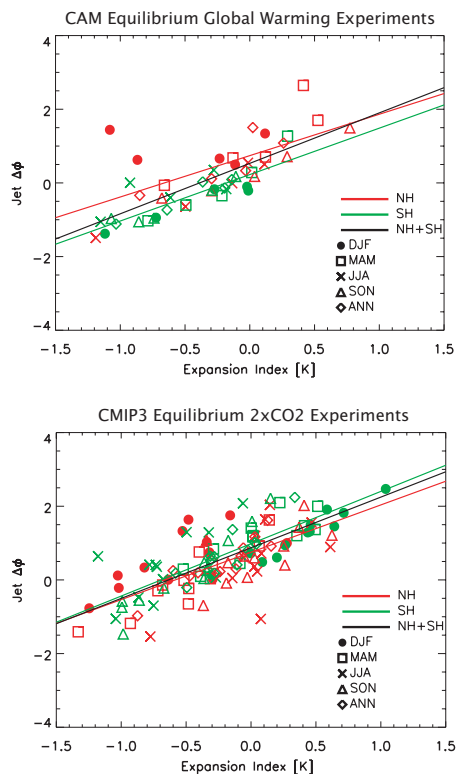 CAM Equilibrium Global Warming Experiments
4
2
0
-2
-4
Jet Δφ
NH
SH
NH+SH
DJF
MAM
JJA
SON
ANN
-1.5 -1.0 -0.5 0.0 0.5 1.0 1.5
Expansion Index [K]
CMIP3 Equilibrium 2xCO2 Experiments
4
2
0
-2
-4
Jet Δφ
NH
SH
NH+SH
DJF
MAM
JJA
SON
ANN
-1.5 -1.0 -0.5 0.0 0.5 1.0 1.5
Expansion Index [K]